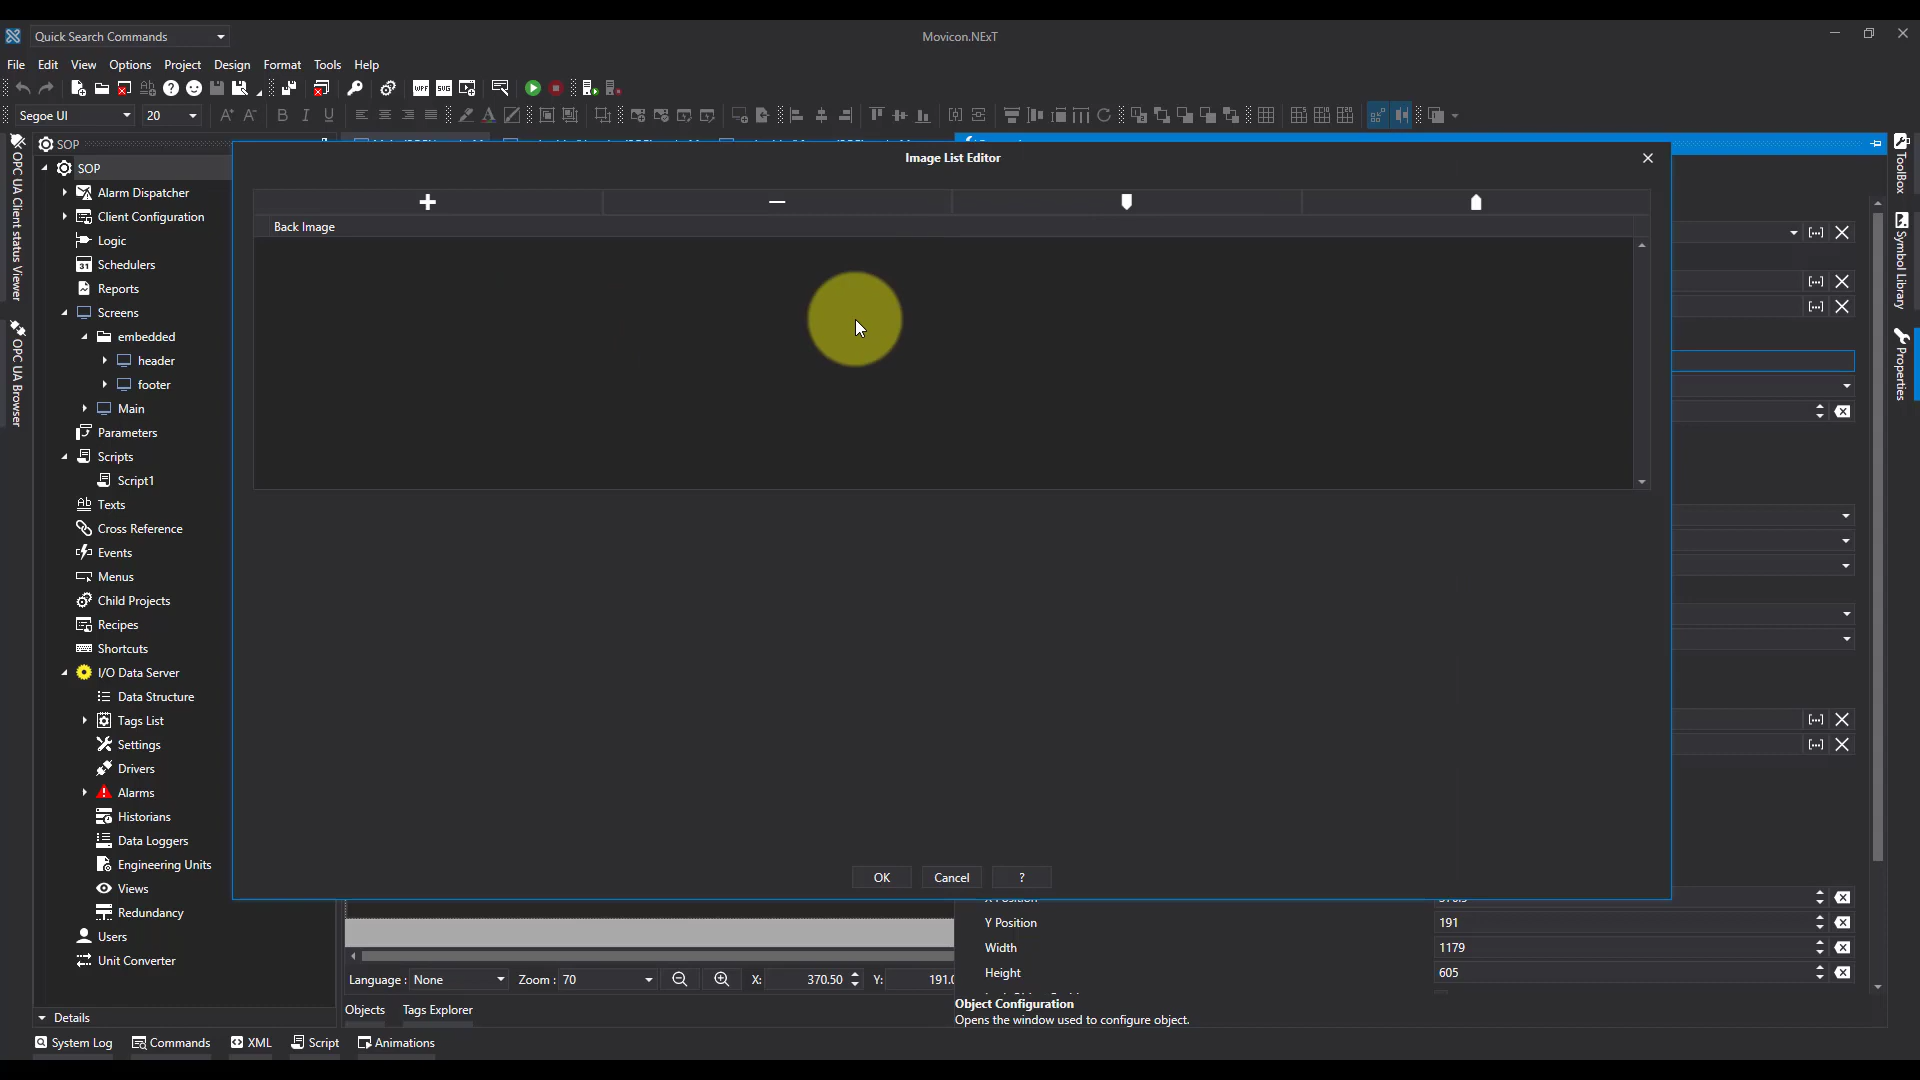 Quick Search Commands
Movicon.NExT
File Edit View Options Project Design Format Tools Help
Segoe UI 20
SOP
Image List Editor
Back Image
SOP
Alarm Dispatcher
Client Configuration
Logic
Schedulers
Reports
Screens
embedded
header
footer
Main
Parameters
Scripts
Script1
Texts
Cross Reference
Events
Menus
Child Projects
Recipes
Shortcuts
I/O Data Server
Data Structure
Tags List
Settings
Drivers
Alarms
Historians
Data Loggers
Engineering Units
Views
Redundancy
Users
Unit Converter
Details
OPC UA Client status Viewer
OPC UA Browser
OK Cancel ?
ToolBox
Symbol Library
Properties
Y Position 191
Width 1179
Height 605
Language : None Zoom : 70 X: 370.50 Y: 191.0
Objects Tags Explorer
Object Configuration
Opens the window used to configure object.
System Log Commands XML Script Animations